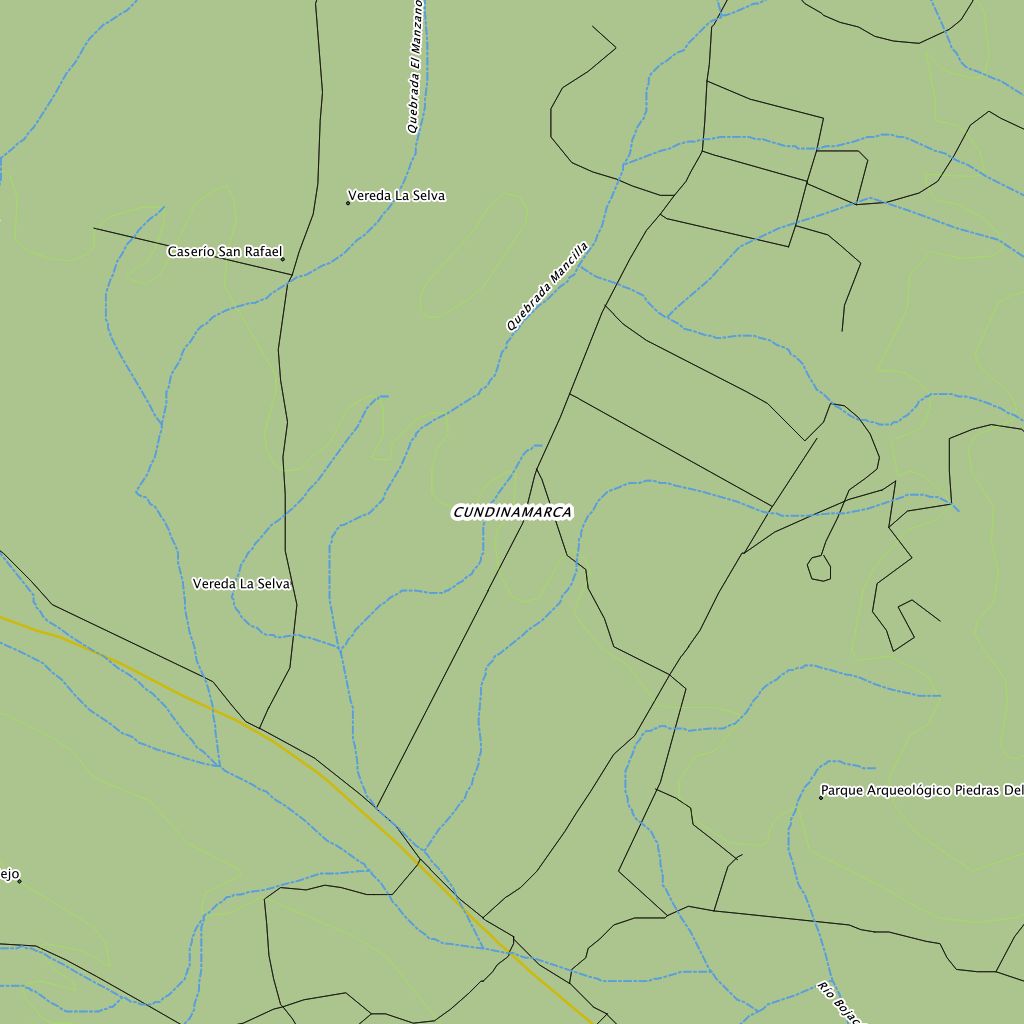 Quebrada El Manzano
Vereda La Selva
Caserío San Rafael
Quebrada Mancilla
CUNDINAMARCA
Vereda La Selva
Parque Arqueológico Piedras Del
ejo
Río Bojac